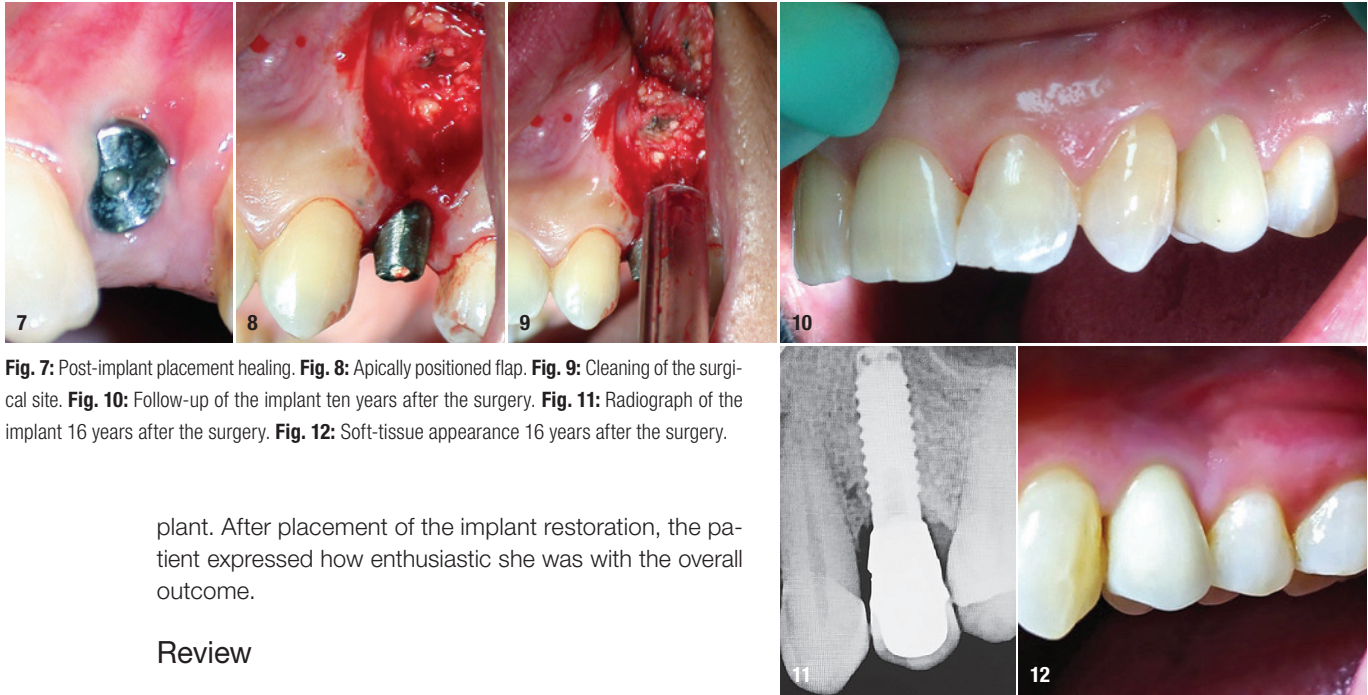 7
8
9
10
Fig. 7: Post-implant placement healing. Fig. 8: Apically positioned flap. Fig. 9: Cleaning of the surgi-
cal site. Fig. 10: Follow-up of the implant ten years after the surgery. Fig. 11: Radiograph of the
implant 16 years after the surgery. Fig. 12: Soft-tissue appearance 16 years after the surgery.
plant. After placement of the implant restoration, the pa-
tient expressed how enthusiastic she was with the overall
outcome.
Review
11
12